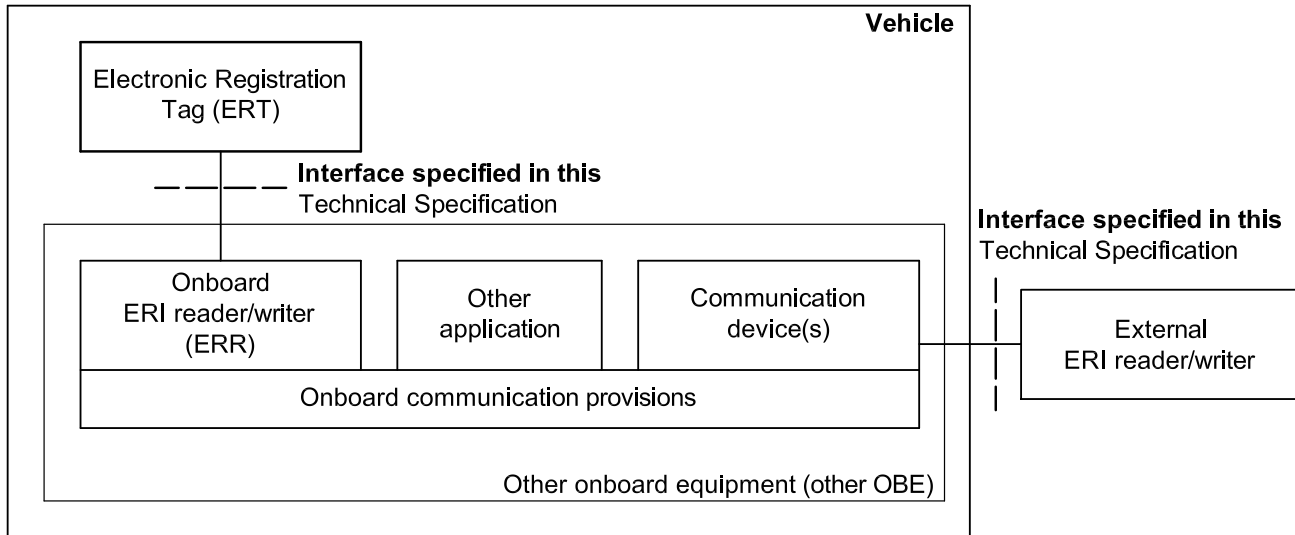 Vehicle
Electronic Registration
Tag (ERT)
Interface specified in this
Technical Specification
Interface specified in this
Technical Specification
Onboard
ERI reader/writer
(ERR)
Other
application
Communication
device(s)
External
ERI reader/writer
Onboard communication provisions
Other onboard equipment (other OBE)